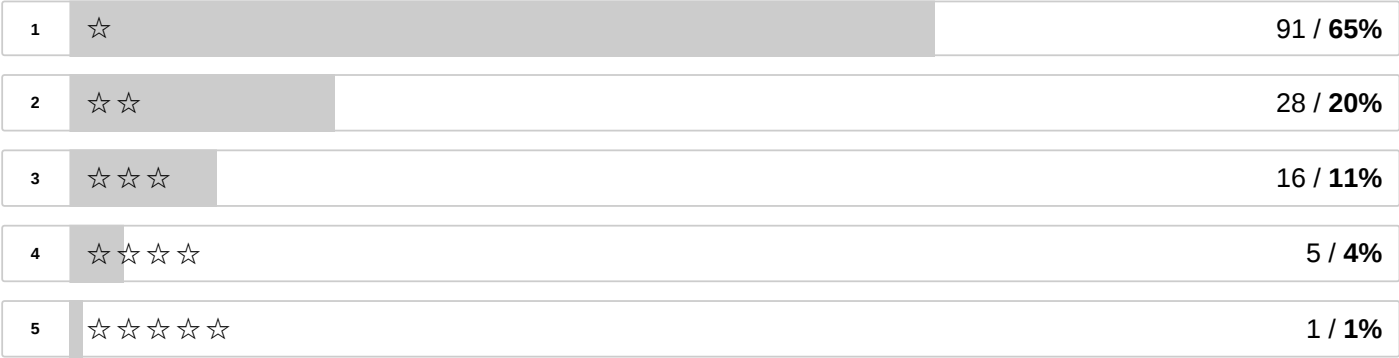 1 ☆ 91 / 65%
2 ☆ ☆ 28 / 20%
3 ☆ ☆ ☆ 16 / 11%
4 ☆ ☆ ☆ ☆ 5 / 4%
5 ☆ ☆ ☆ ☆ ☆ 1 / 1%